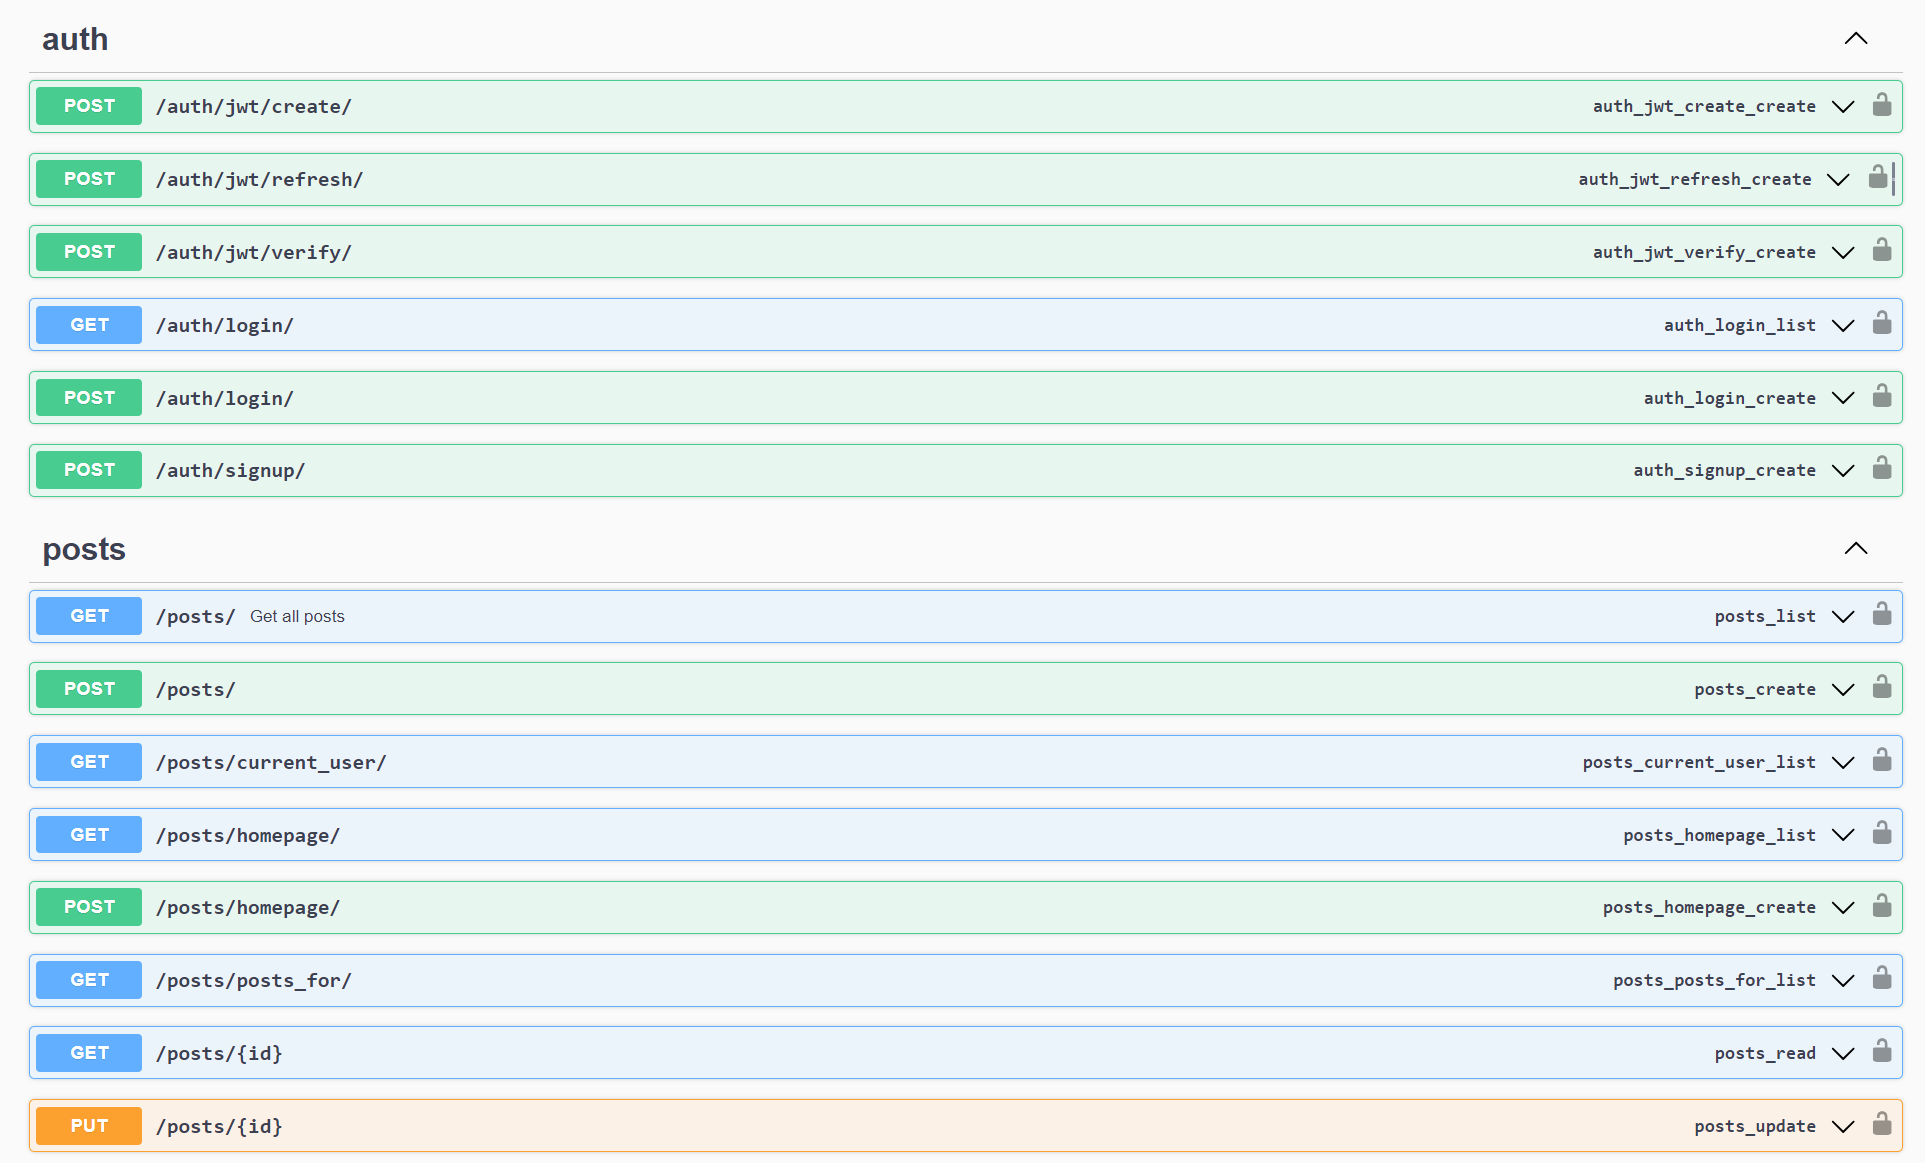 auth
POST /auth/jwt/create/ auth_jwt_create_create
POST /auth/jwt/refresh/ auth_jwt_refresh_create
POST /auth/jwt/verify/ auth_jwt_verify_create
GET /auth/login/ auth_login_list
POST /auth/login/ auth_login_create
POST /auth/signup/ auth_signup_create
posts
GET /posts/ Get all posts posts_list
POST /posts/ posts_create
GET /posts/current_user/ posts_current_user_list
GET /posts/homepage/ posts_homepage_list
POST /posts/homepage/ posts_homepage_create
GET /posts/posts_for/ posts_posts_for_list
GET /posts/{id} posts_read
PUT /posts/{id} posts_update